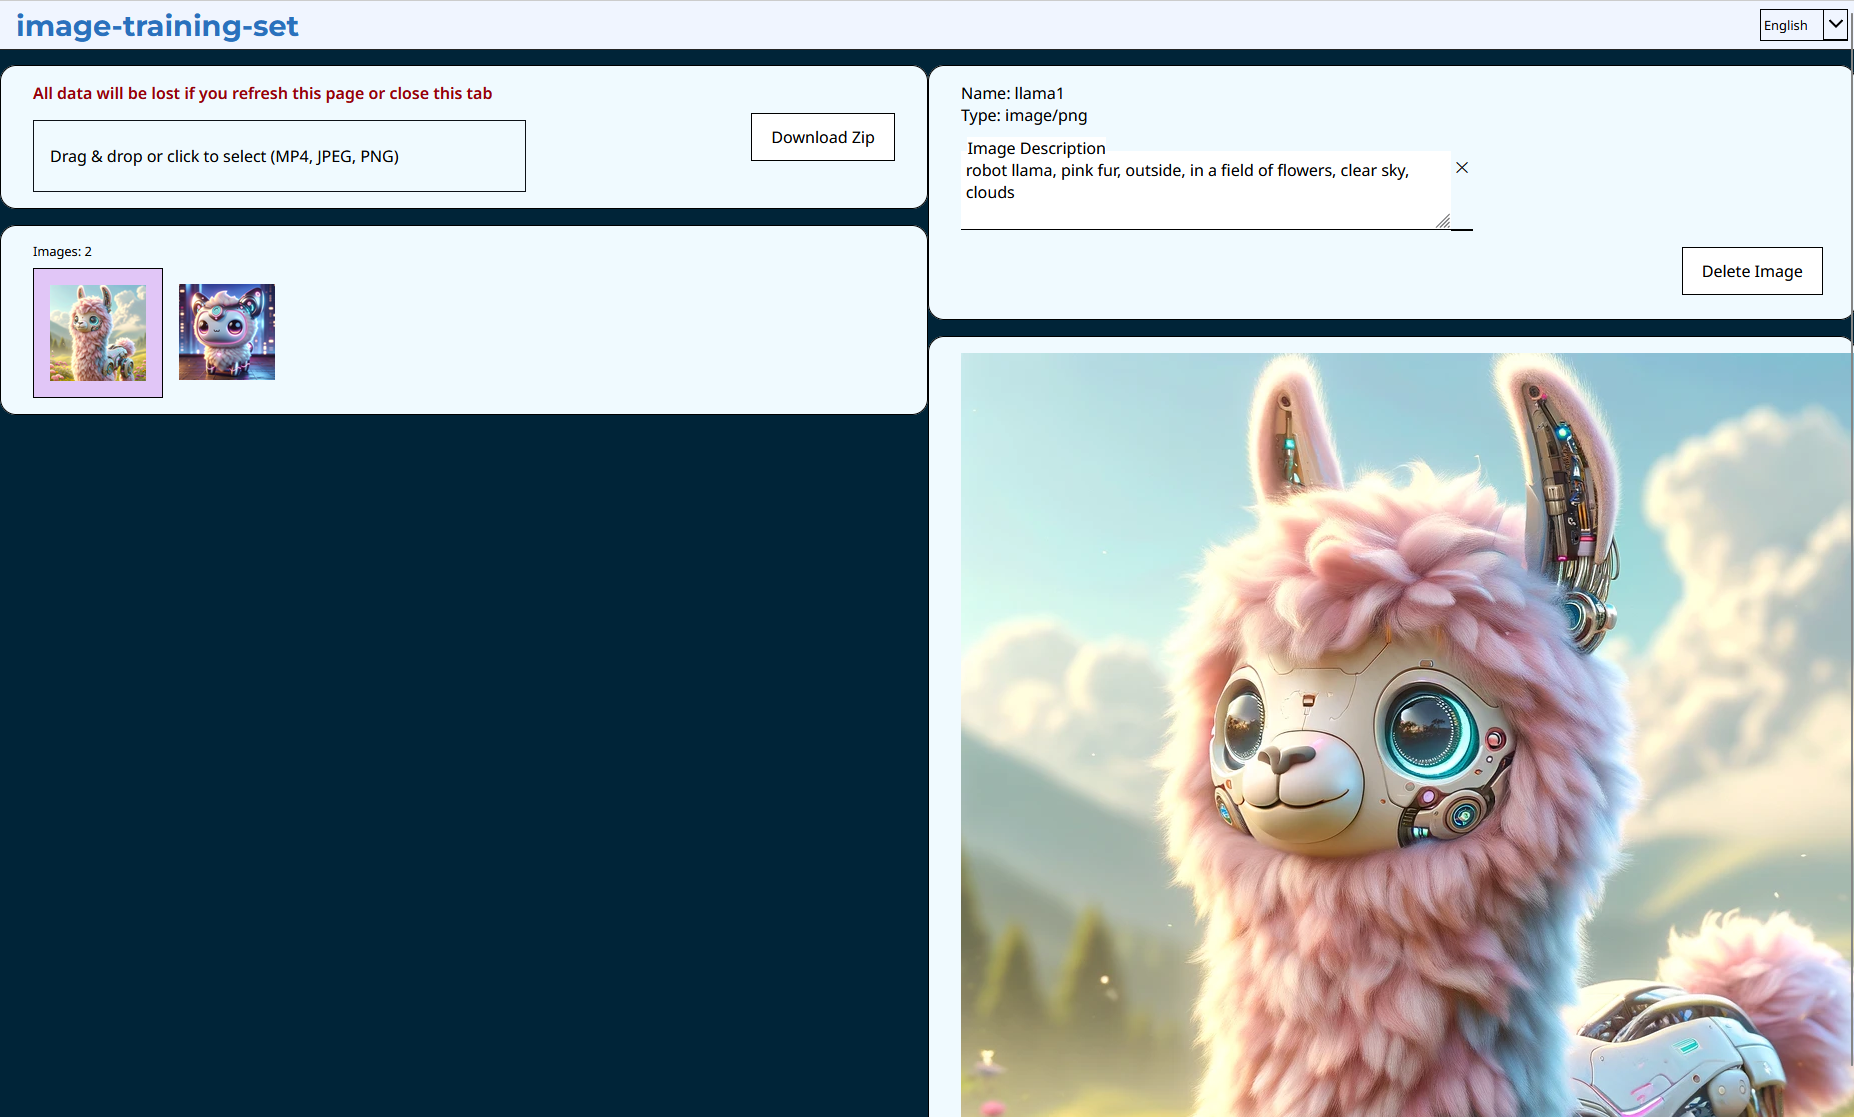 image-training-set
English
All data will be lost if you refresh this page or close this tab
Drag & drop or click to select (MP4, JPEG, PNG)
Download Zip
Images: 2
Name: llama1
Type: image/png
Image Description
robot llama, pink fur, outside, in a field of flowers, clear sky,
clouds
Delete Image